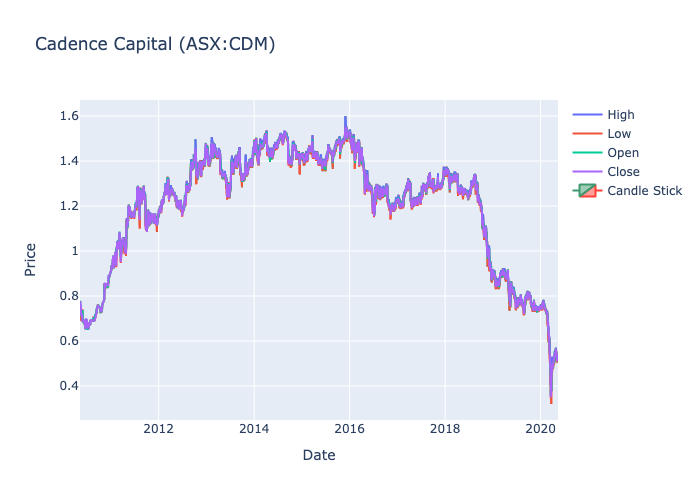 Cadence Capital (ASX:CDM)
1.6
1.4
1.2
1
0.8
0.6
0.4
Price
2012
2014
2016
2018
2020
Date
High
Low
Open
Close
Candle Stick